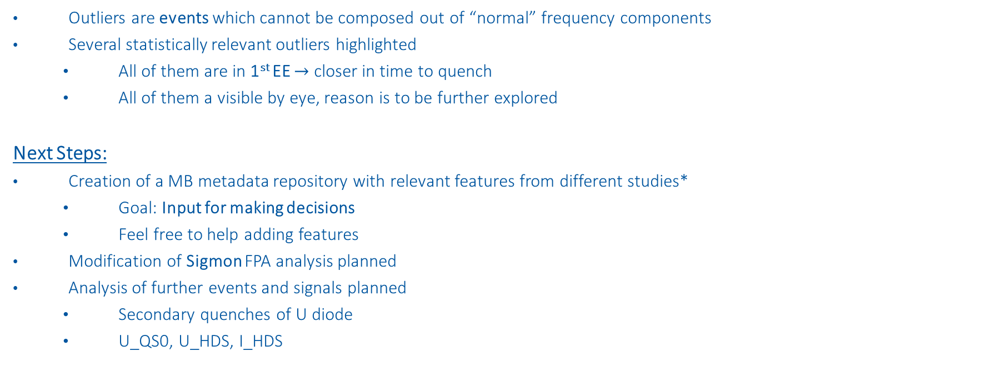 • Outliers are events which cannot be composed out of “normal” frequency components
• Several statistically relevant outliers highlighted
• All of them are in 1st EE → closer in time to quench
• All of them a visible by eye, reason is to be further explored
Next Steps:
• Creation of a MB metadata repository with relevant features from different studies*
• Goal: Input for making decisions
• Feel free to help adding features
• Modification of Sigmon FPA analysis planned
• Analysis of further events and signals planned
• Secondary quenches of U diode
• U_QS0, U_HDS, I_HDS